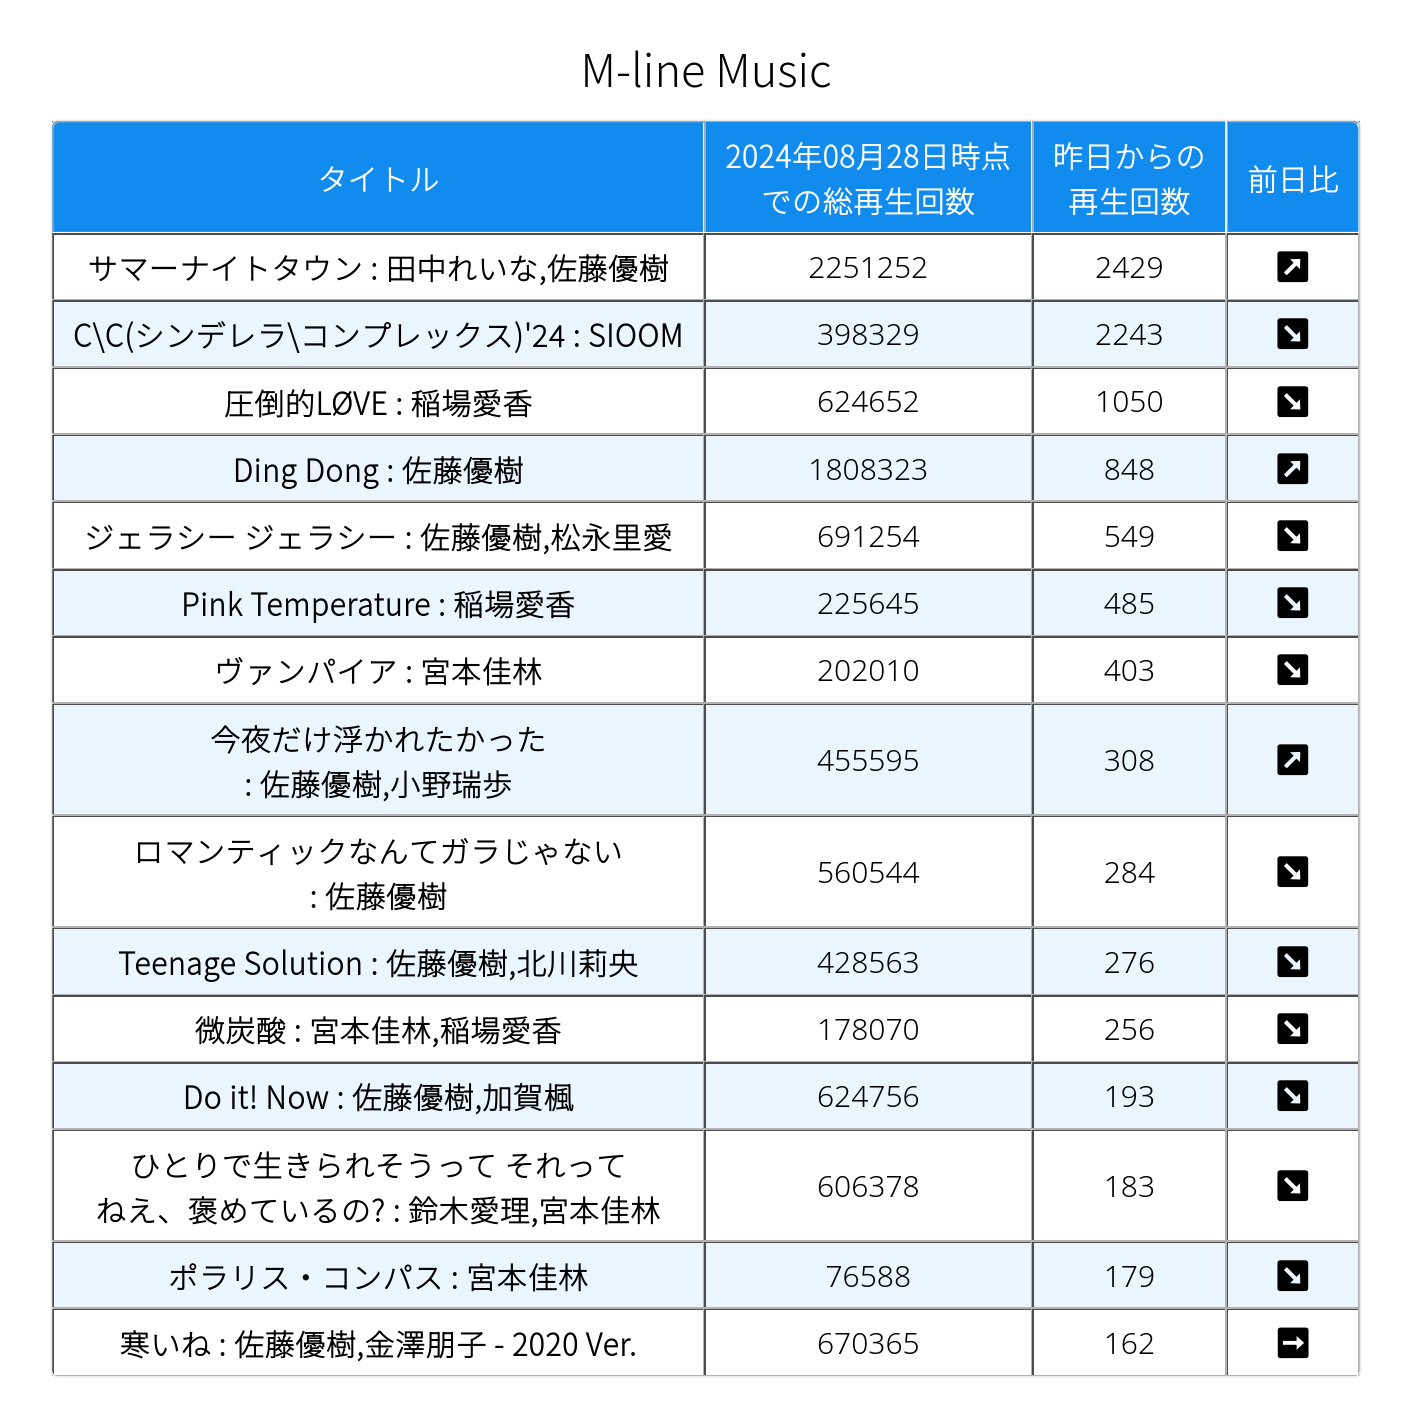 M-line Music
タイトル
2024年08月28日時点
での総再生回数
昨日からの
再生回数
前日比
サマーナイトタウン : 田中れいな,佐藤優樹 2251252 2429
C\C(シンデレラ\コンプレックス)'24 : SIOOM 398329 2243
圧倒的LØVE : 稲場愛香 624652 1050
Ding Dong : 佐藤優樹 1808323 848
ジェラシー ジェラシー : 佐藤優樹,松永里愛 691254 549
Pink Temperature : 稲場愛香 225645 485
ヴァンパイア : 宮本佳林 202010 403
今夜だけ浮かれたかった
: 佐藤優樹,小野瑞歩
455595 308
ロマンティックなんてガラじゃない
: 佐藤優樹
560544 284
Teenage Solution : 佐藤優樹,北川莉央 428563 276
微炭酸 : 宮本佳林,稲場愛香 178070 256
Do it! Now : 佐藤優樹,加賀楓 624756 193
ひとりで生きられそうって それって
ねえ、褒めているの? : 鈴木愛理,宮本佳林
606378 183
ポラリス・コンパス : 宮本佳林 76588 179
寒いね : 佐藤優樹,金澤朋子 - 2020 Ver. 670365 162